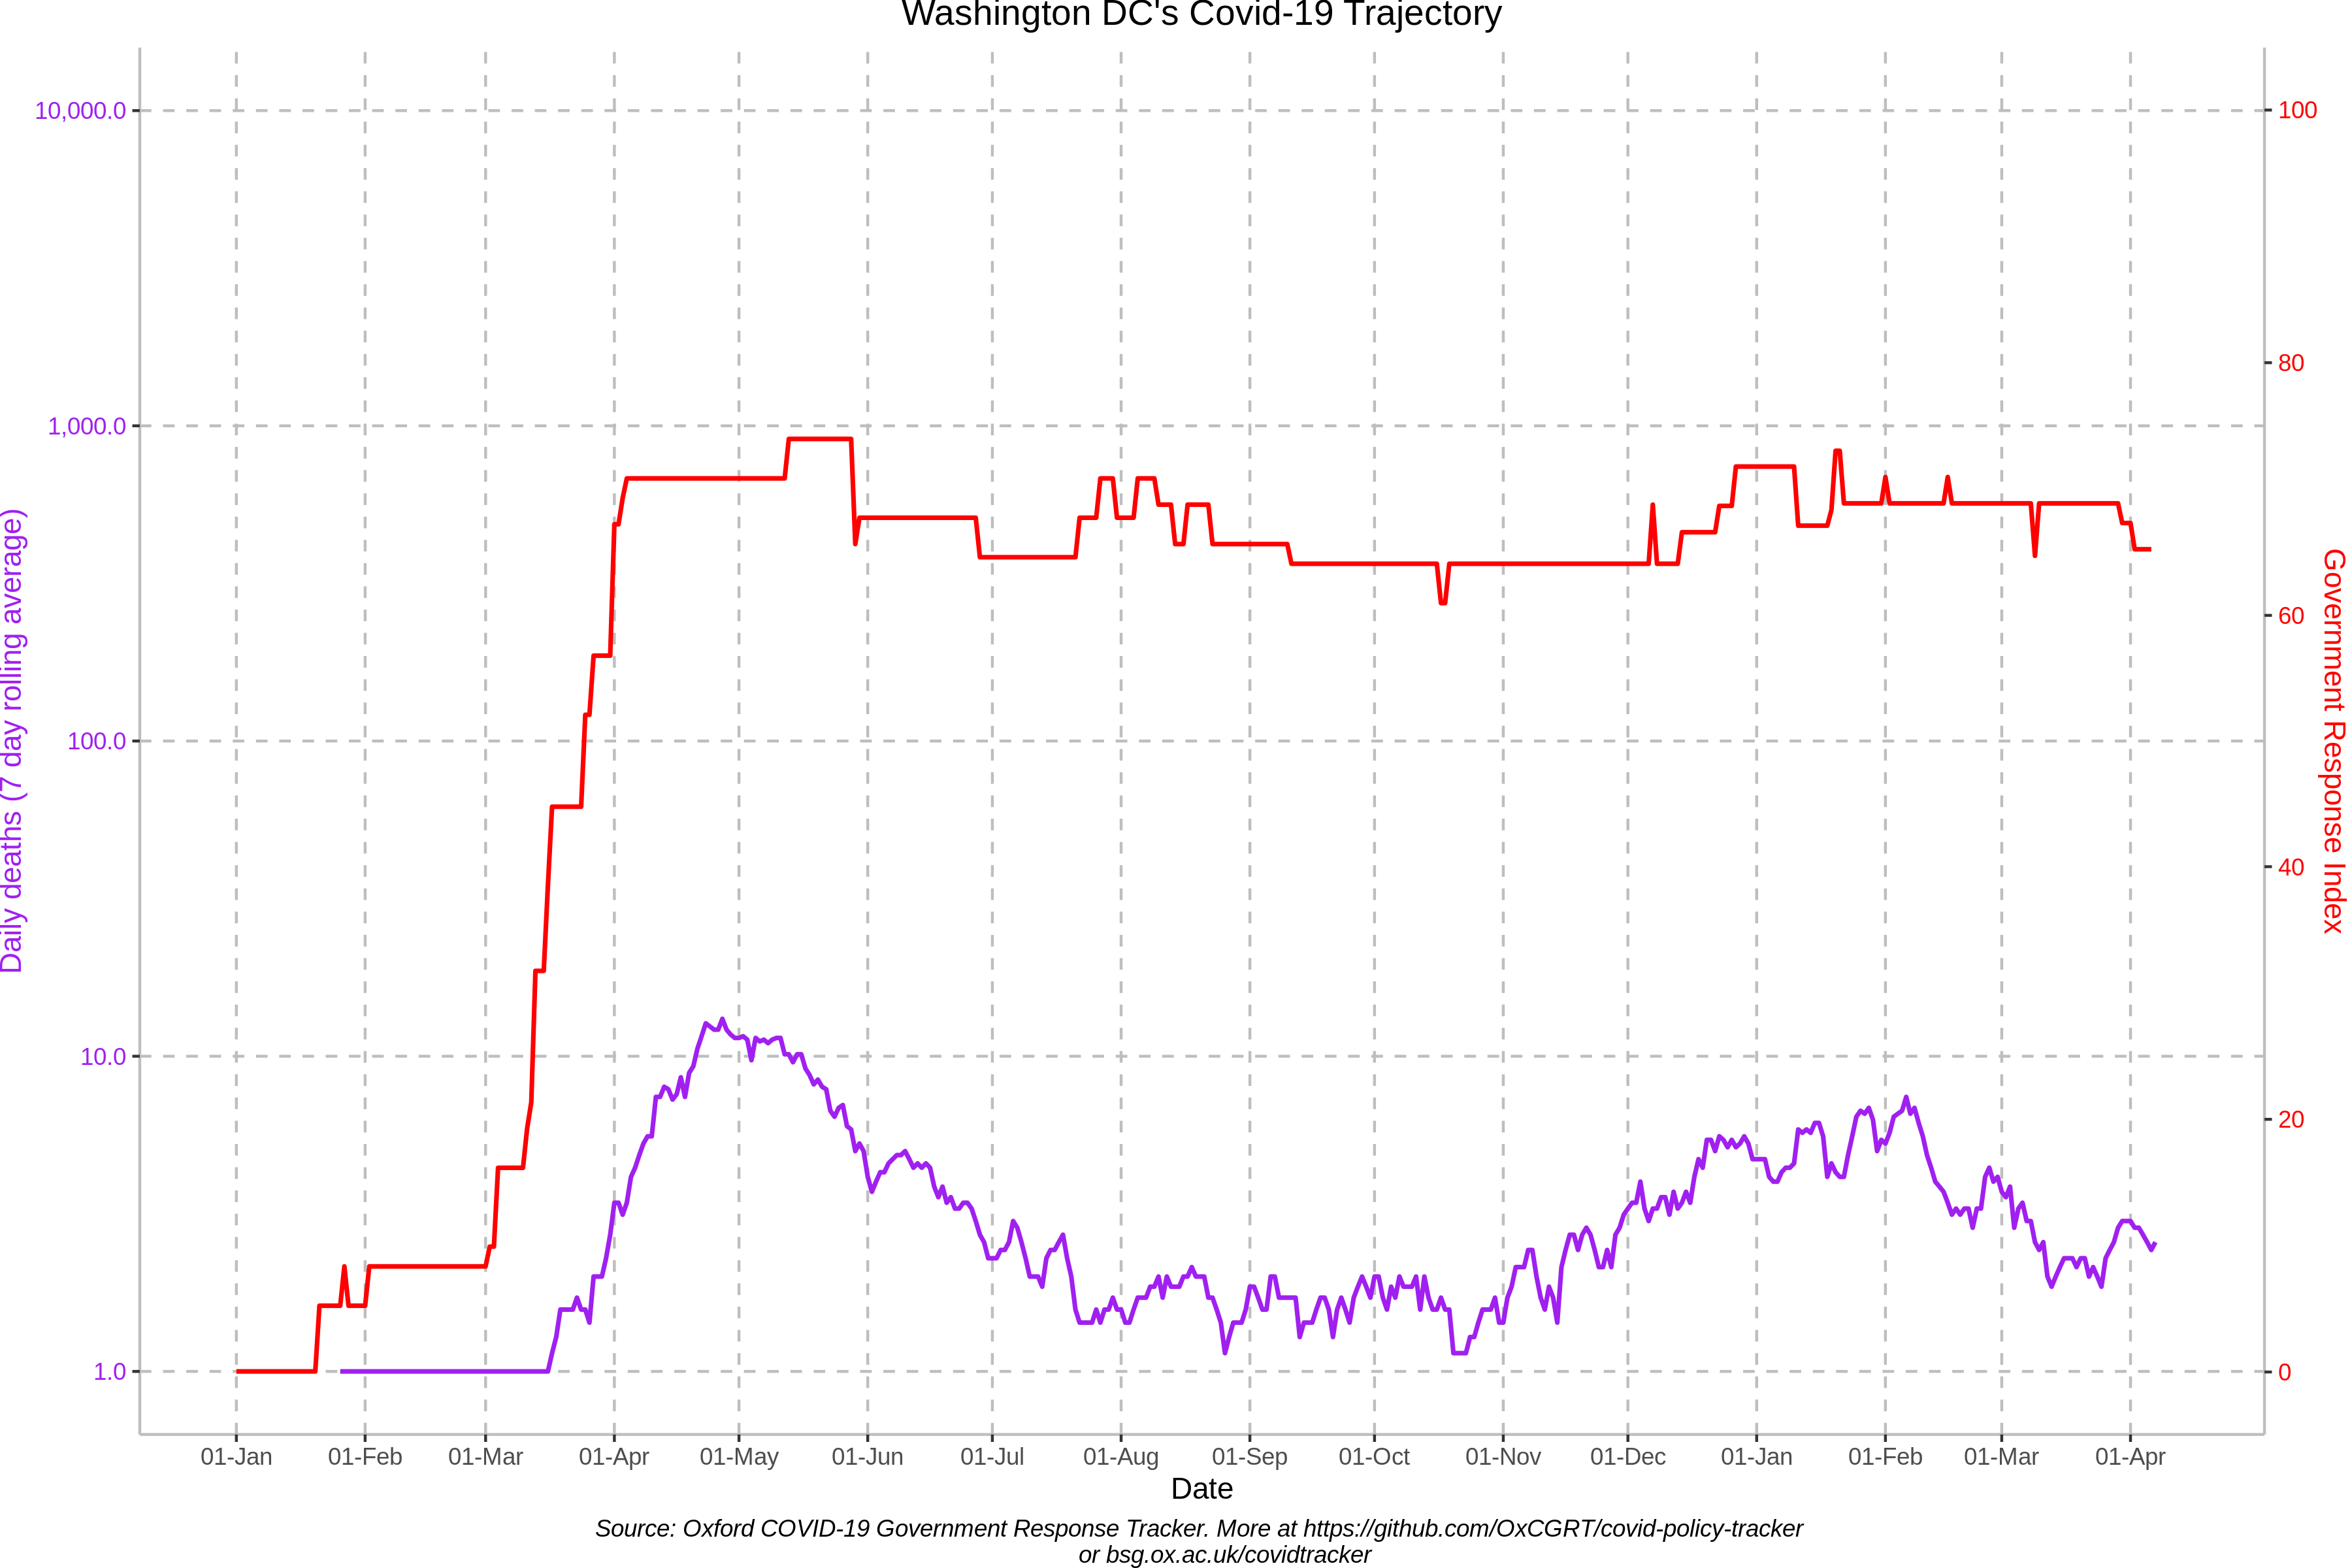 Washington DC's Covid-19 Trajectory
10,000.0
1,000.0
100.0
10.0
1.0
Daily deaths (7 day rolling average)
100
80
60
40
20
0
Government Response Index
01-Jan 01-Feb 01-Mar 01-Apr 01-May 01-Jun 01-Jul 01-Aug 01-Sep 01-Oct 01-Nov 01-Dec 01-Jan 01-Feb 01-Mar 01-Apr
Date
Source: Oxford COVID-19 Government Response Tracker. More at https://github.com/OxCGRT/covid-policy-tracker
or bsg.ox.ac.uk/covidtracker